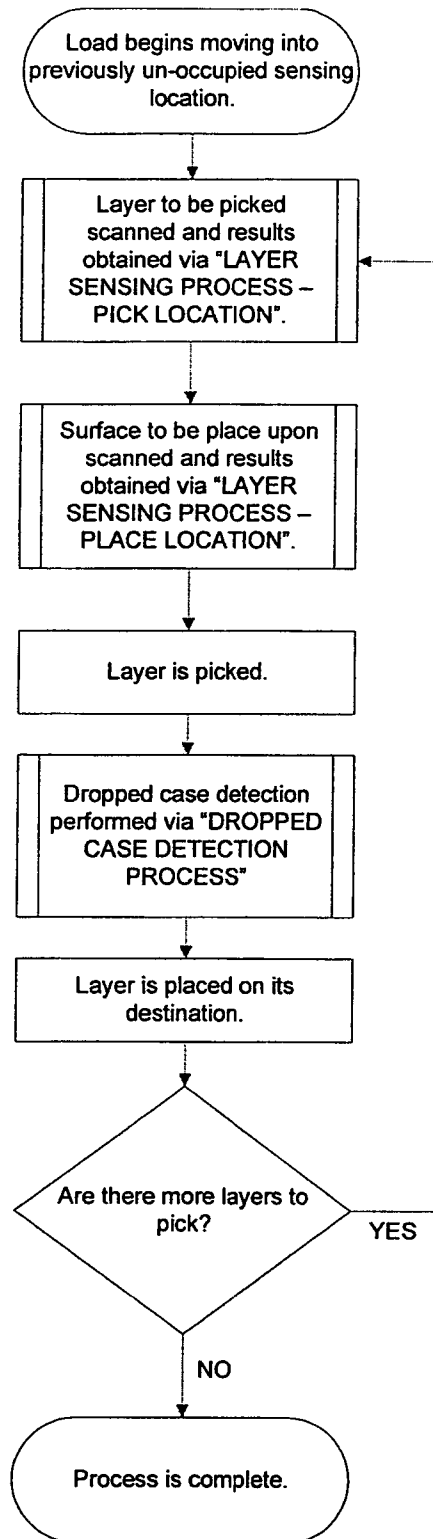 Load begins moving into
previously un-occupied sensing
location.
Layer to be picked
scanned and results
obtained via "LAYER
SENSING PROCESS –
PICK LOCATION".
Surface to be place upon
scanned and results
obtained via "LAYER
SENSING PROCESS –
PLACE LOCATION".
Layer is picked.
Dropped case detection
performed via "DROPPED
CASE DETECTION
PROCESS"
Layer is placed on its
destination.
Are there more layers to
pick?
YES
NO
Process is complete.